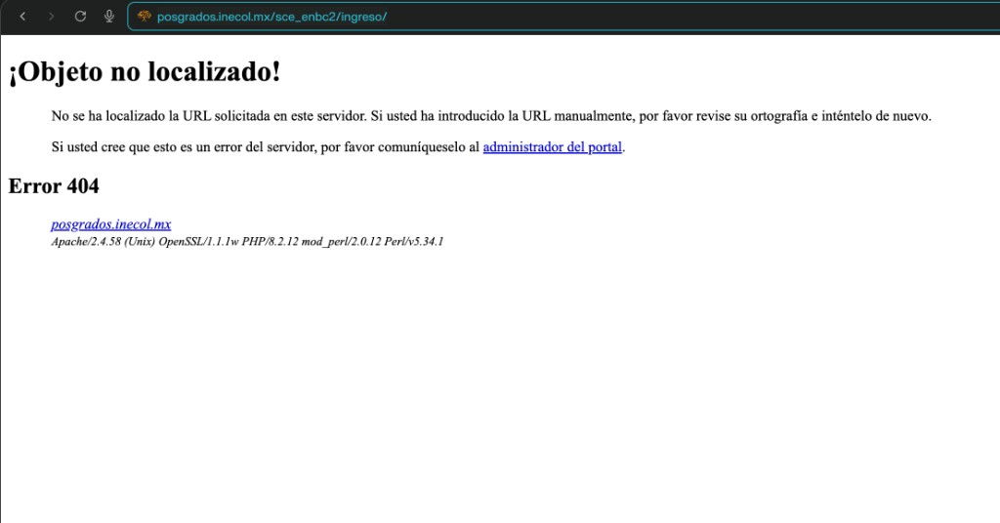 posgrados.inecol.mx/sce_enbc2/ingreso/
¡Objeto no localizado!
No se ha localizado la URL solicitada en este servidor. Si usted ha introducido la URL manualmente, por favor revise su ortografía e inténtelo de nuevo.
Si usted cree que esto es un error del servidor, por favor comuníqueselo al administrador del portal.
Error 404
posgrados.inecol.mx
Apache/2.4.58 (Unix) OpenSSL/1.1.1w PHP/8.2.12 mod_perl/2.0.12 Perl/v5.34.1